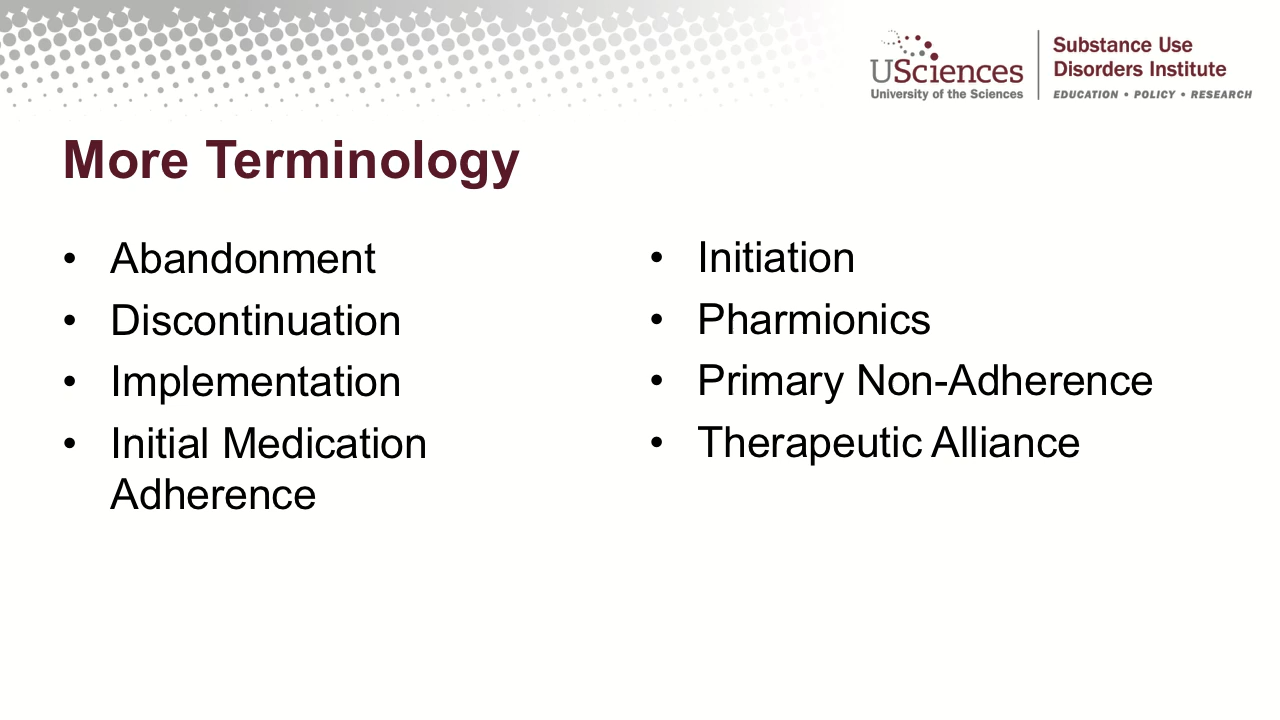 USciences
University of the Sciences
Substance Use
Disorders Institute
EDUCATION • POLICY • RESEARCH
More Terminology
• Abandonment
• Discontinuation
• Implementation
• Initial Medication
Adherence
• Initiation
• Pharmionics
• Primary Non-Adherence
• Therapeutic Alliance